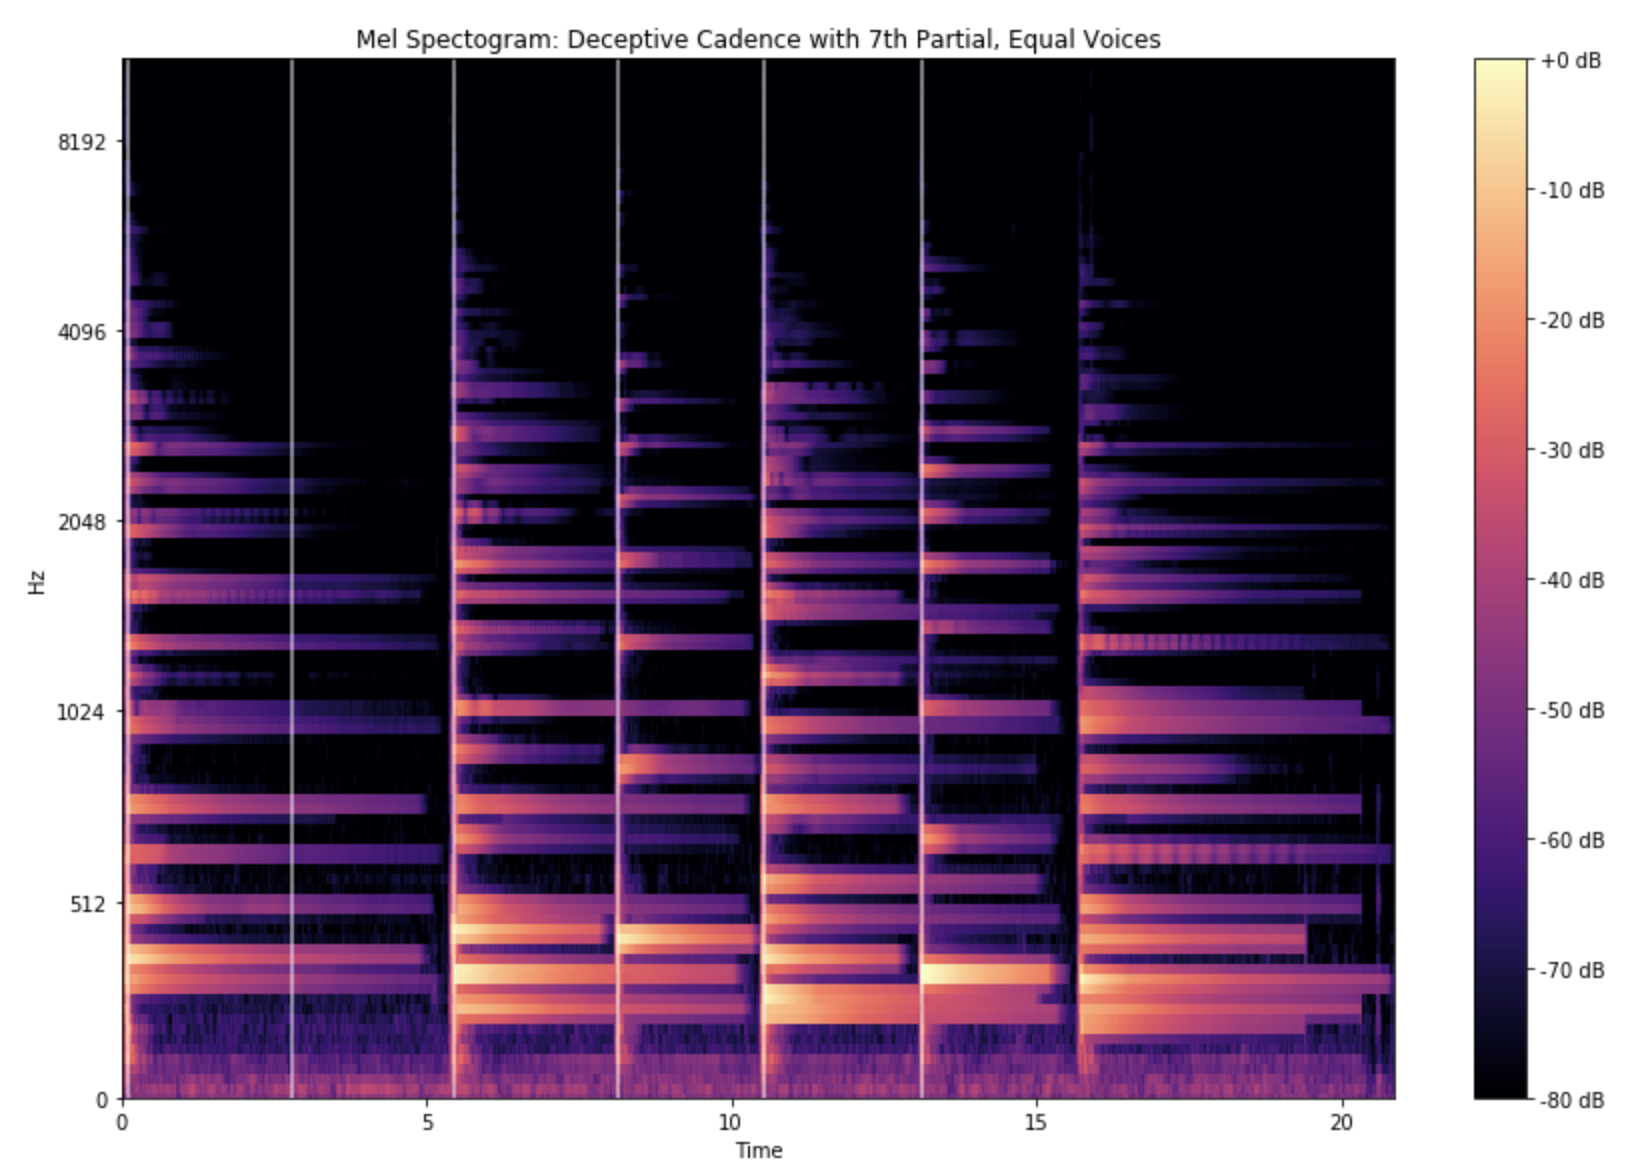 Mel Spectogram: Deceptive Cadence with 7th Partial, Equal Voices
Hz
8192
4096
2048
1024
512
0
0 5 10 15 20
Time
+0 dB
-10 dB
-20 dB
-30 dB
-40 dB
-50 dB
-60 dB
-70 dB
-80 dB